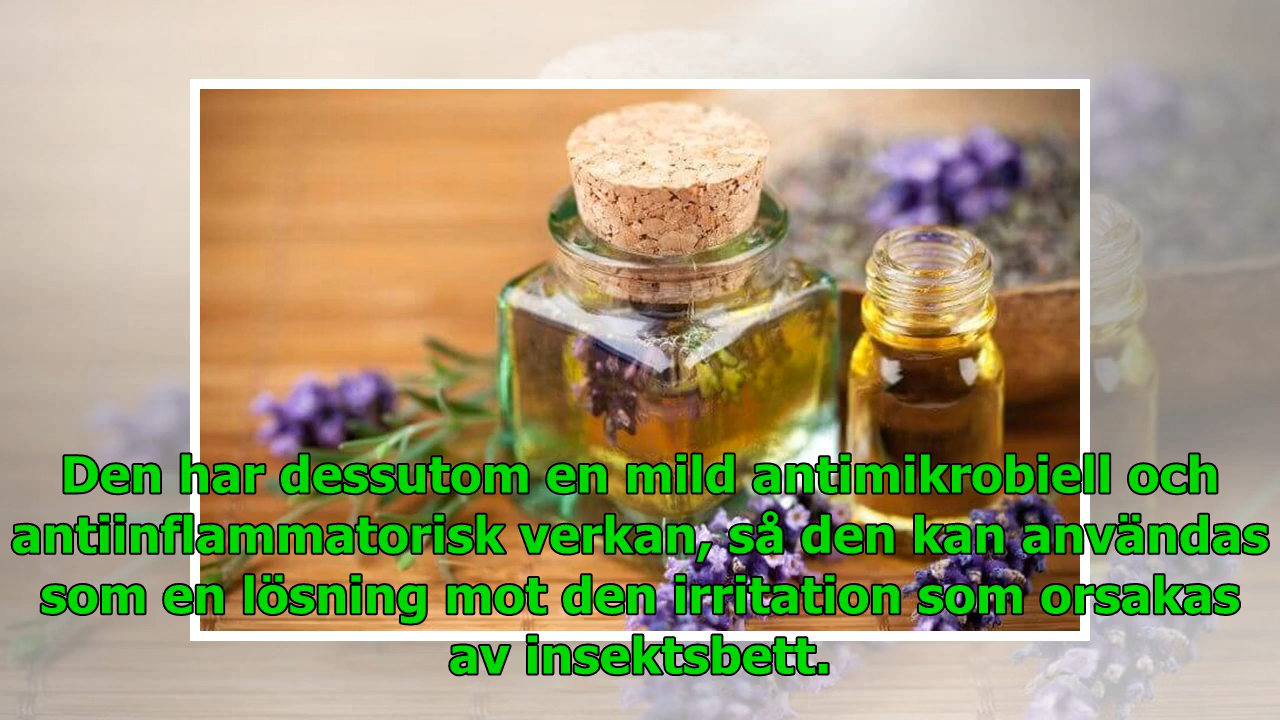 Den har dessutom en mild antimikrobiell och
antiinflammatorisk verkan, så den kan användas
som en lösning mot den irritation som orsakas
av insektsbett.